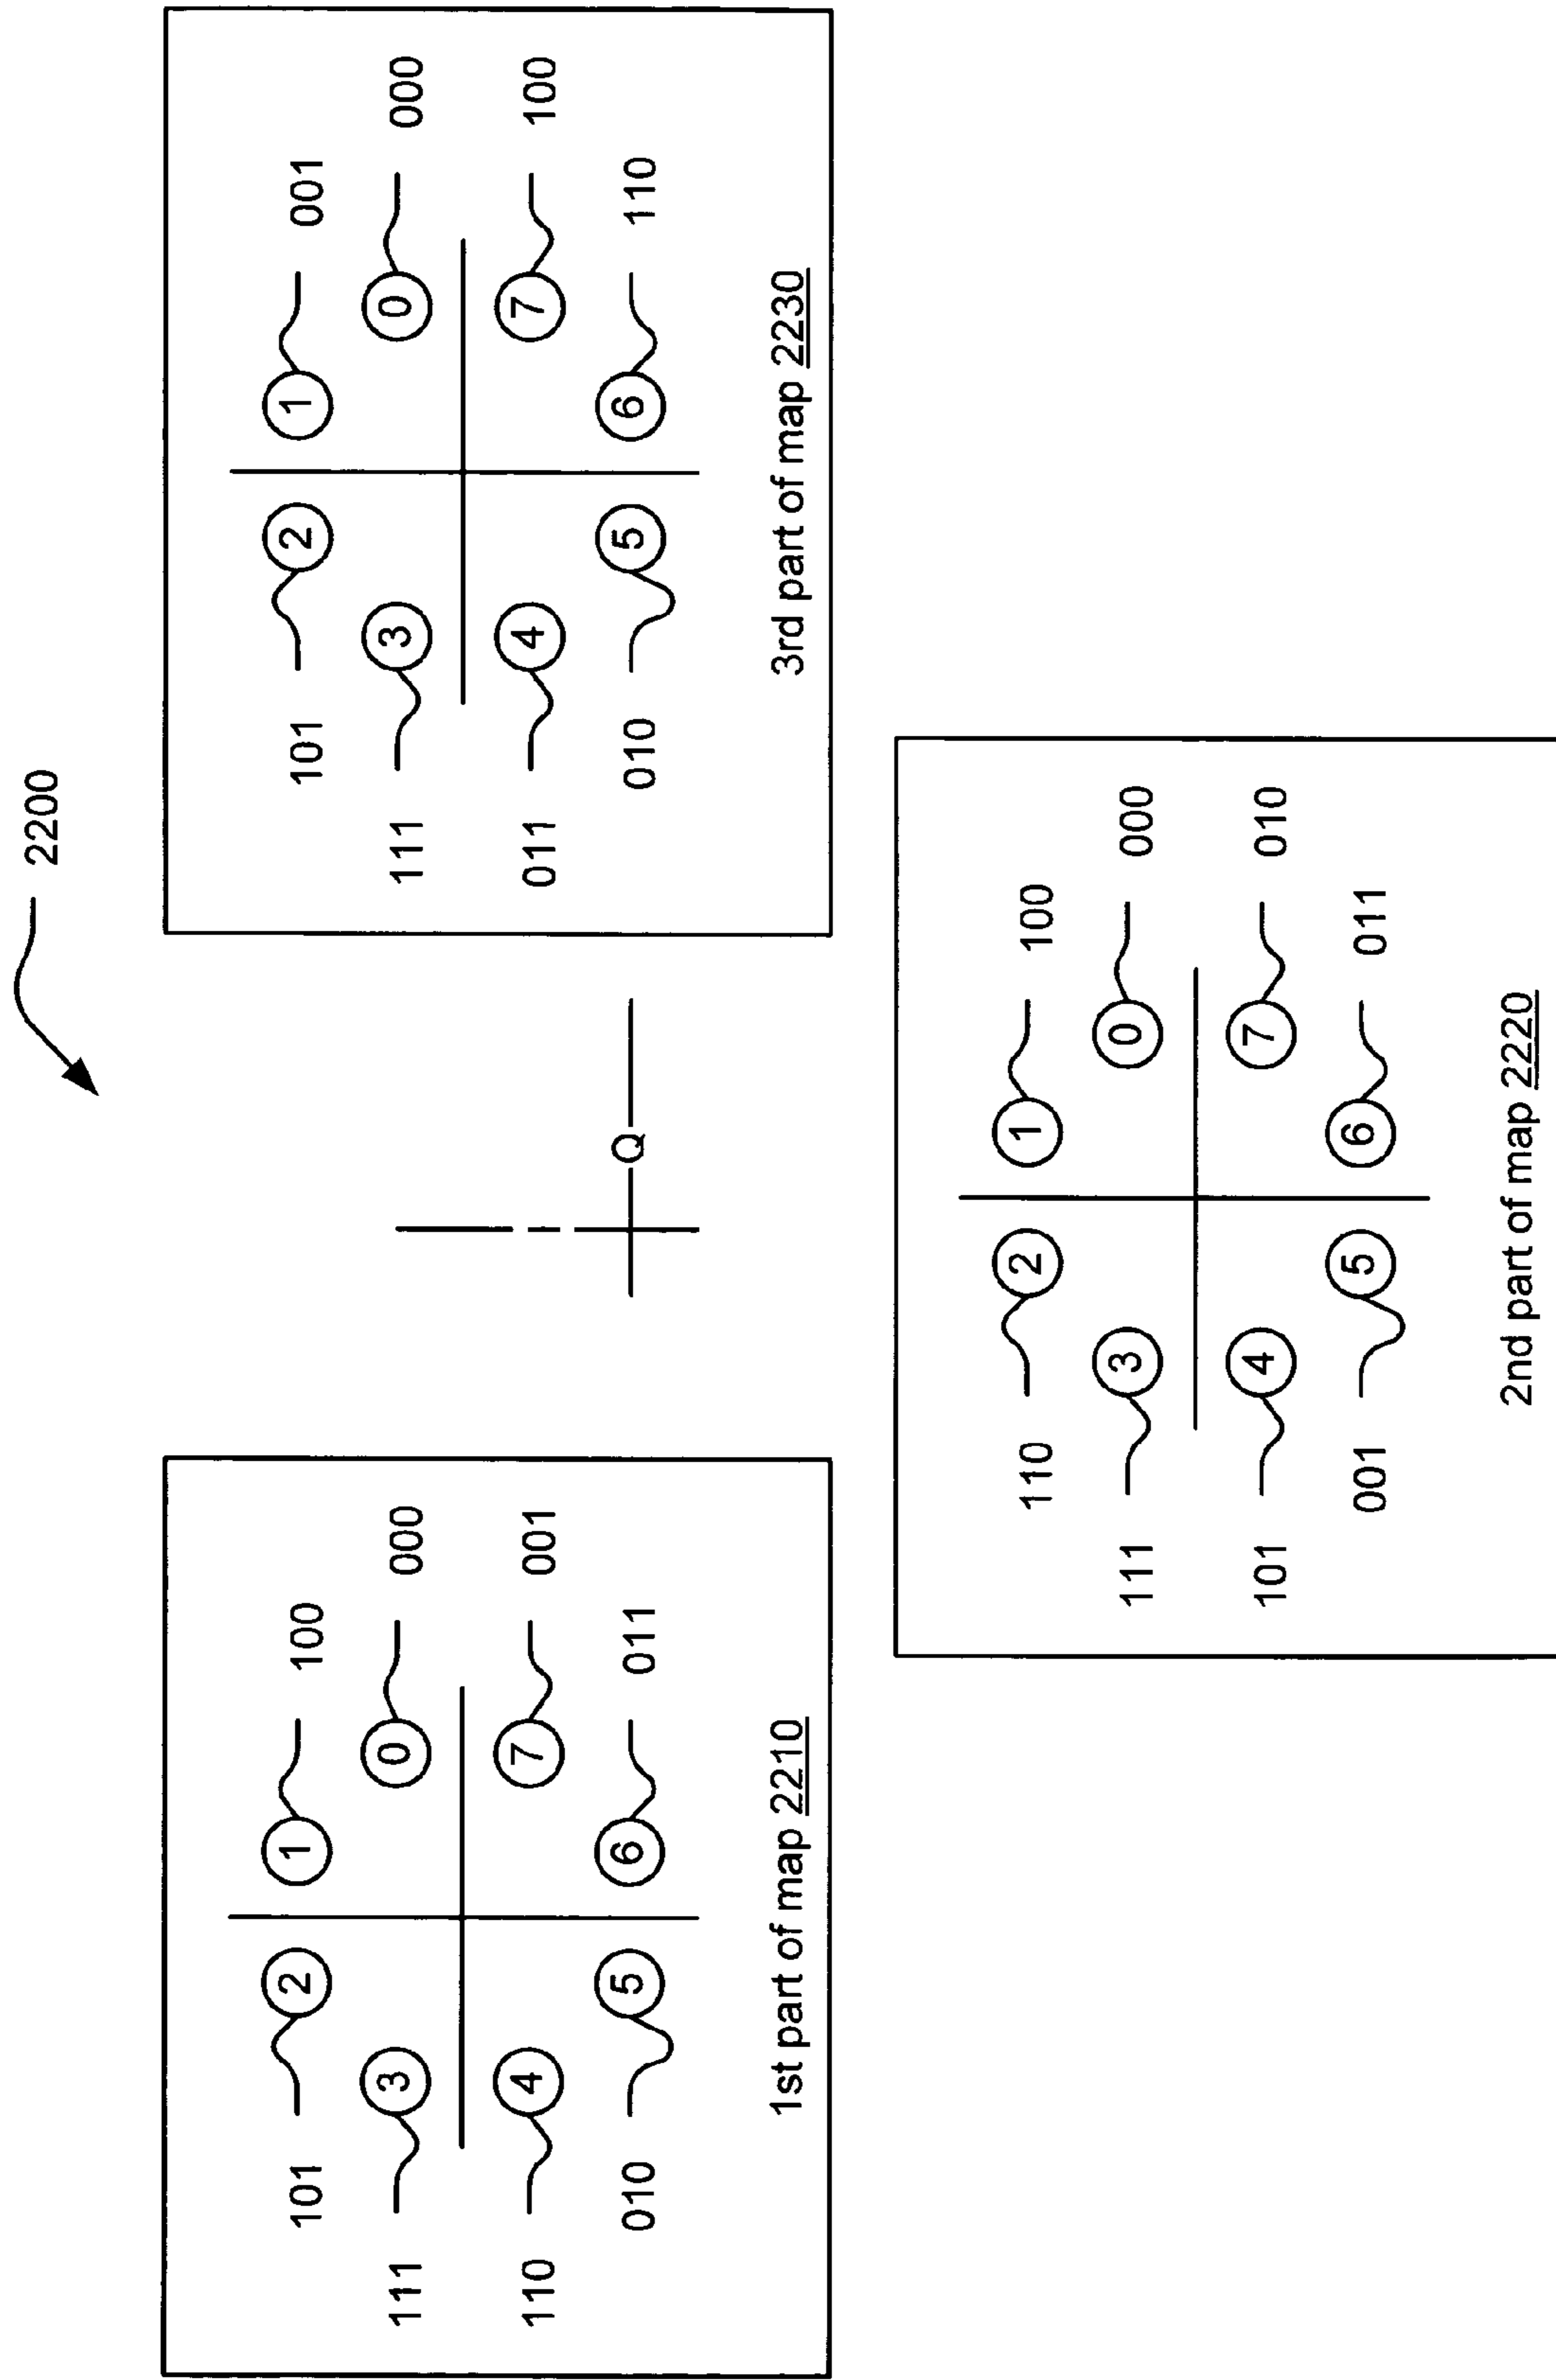 2200
101 2 1 100
111 3 0 000
110 4 7 001
010 5 6 011
1st part of map 2210
I
Q
101 2 1 001
111 3 0 000
011 4 7 100
010 5 6 110
3rd part of map 2230
110 2 1 100
111 3 0 000
101 4 7 010
001 5 6 011
2nd part of map 2220